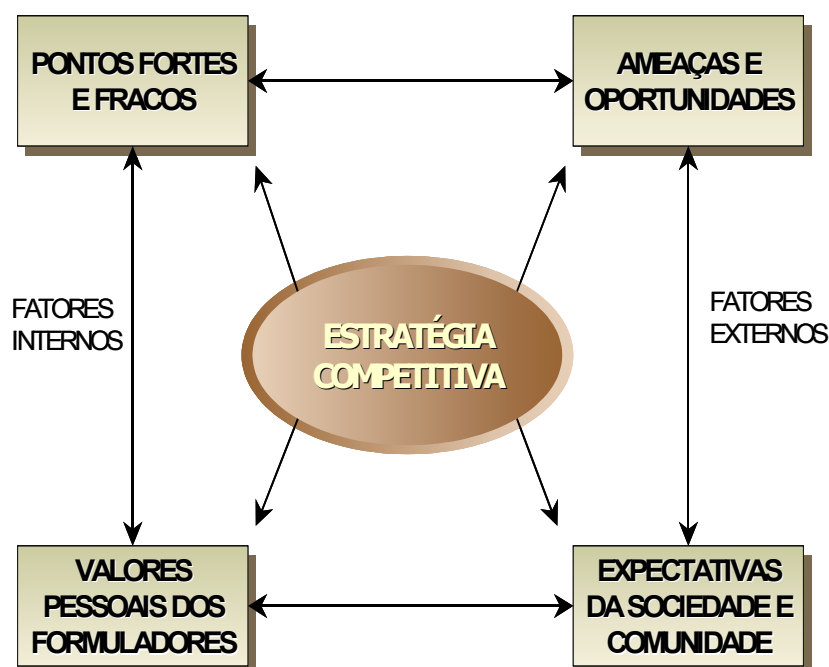 PONTOS FORTES
E FRACOS
AMEAÇAS E
OPORTUNIDADES
FATORES
INTERNOS
ESTRATÉGIA
COMPETITIVA
FATORES
EXTERNOS
VALORES
PESSOAIS DOS
FORMULADORES
EXPECTATIVAS
DA SOCIEDADE E
COMUNIDADE